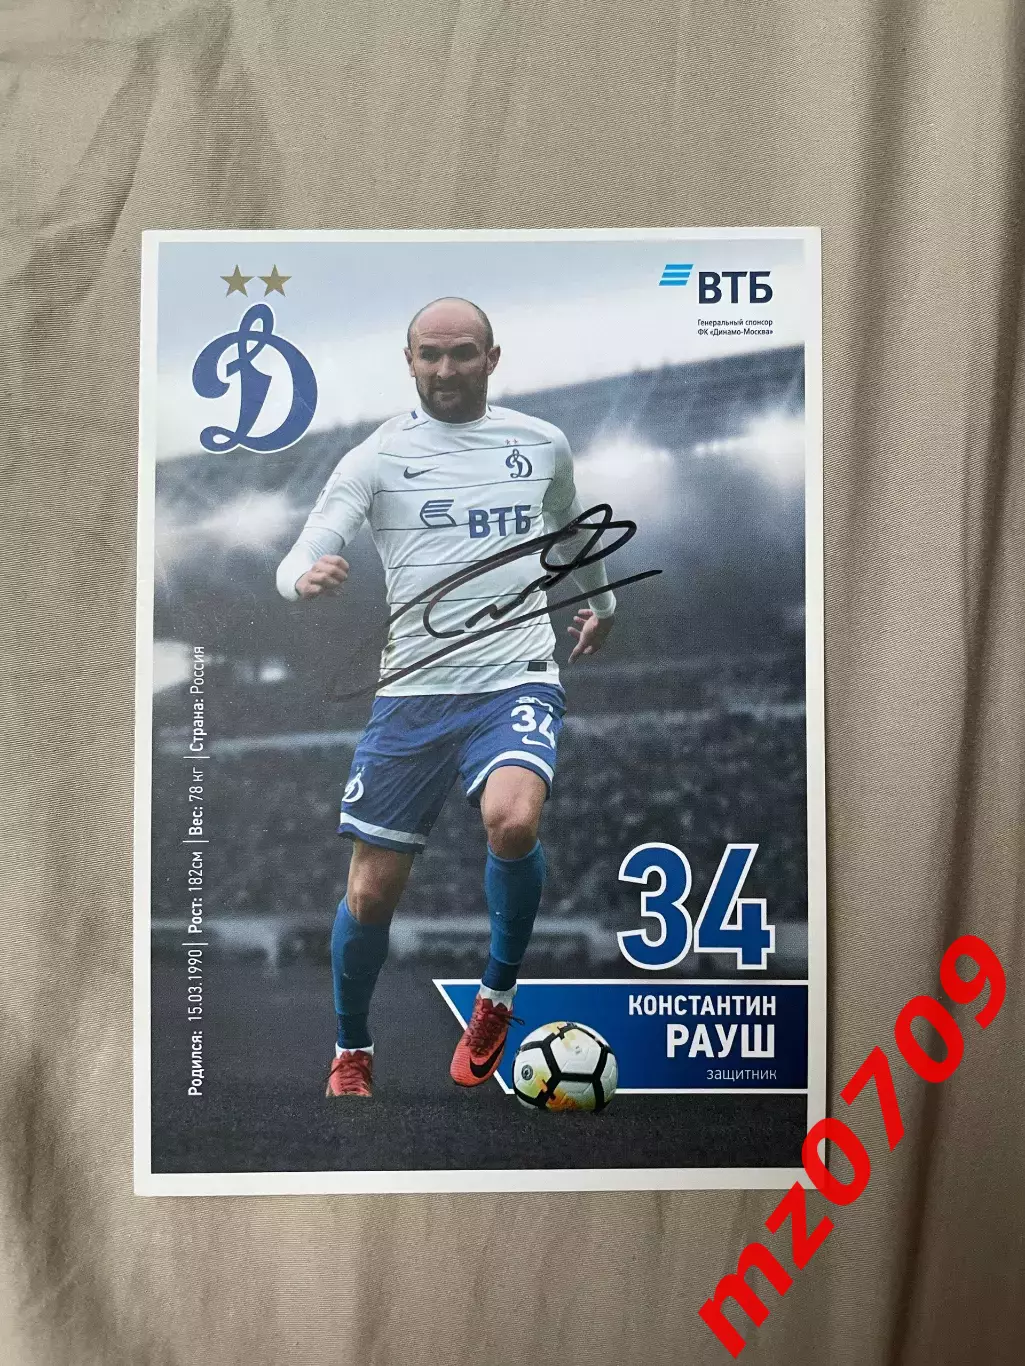 ВТБ
Генеральный спонсор
ФК «Динамо-Москва»
ВТБ
34
Родился: 15.03.1990 | Рост: 182см | Вес: 78 кг | Страна: Россия
34
КОНСТАНТИН
РАУШ
защитник
mz0709